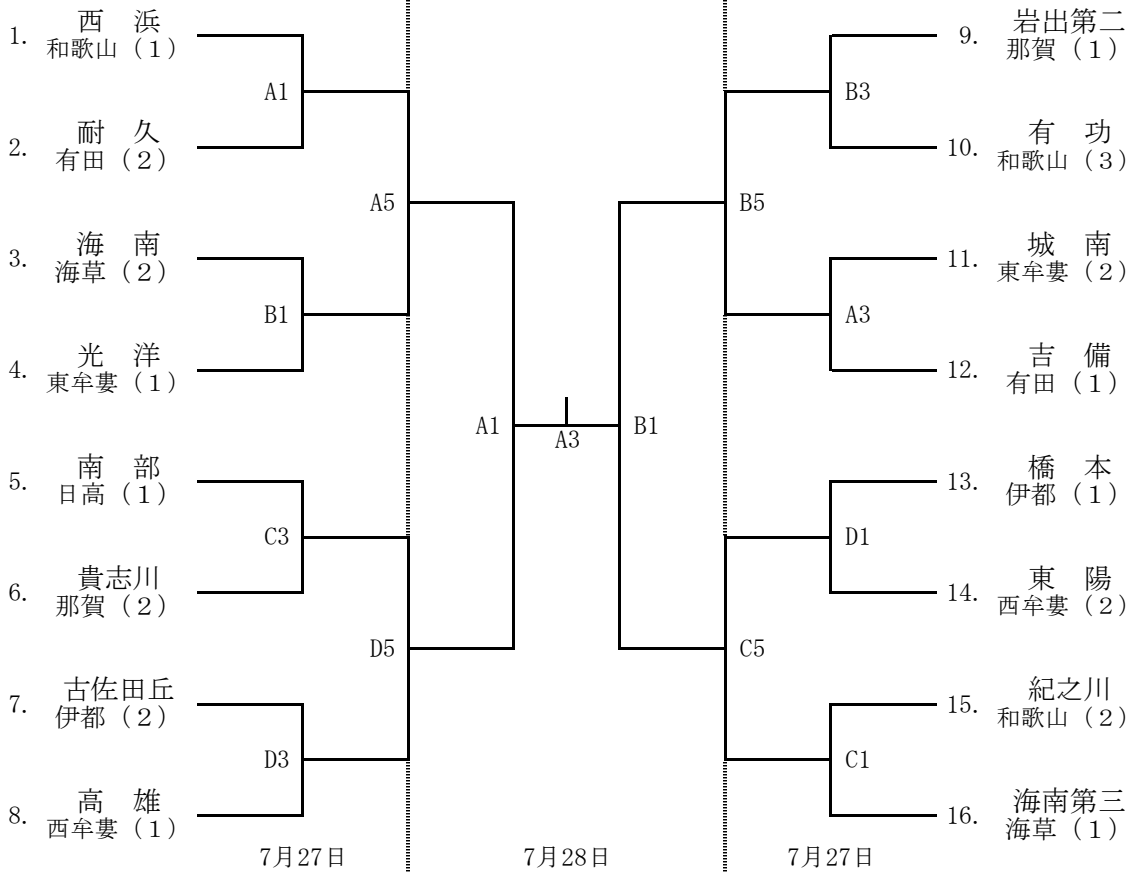 1. 西　浜
和歌山（１）
A1
2. 耐　久
有田（２）
A5
3. 海　南
海草（２）
B1
4. 光　洋
東牟婁（１）
A1
5. 南　部
日高（１）
C3
6. 貴志川
那賀（２）
D5
7. 古佐田丘
伊都（２）
D3
8. 高　雄
西牟婁（１）
7月27日
A3
7月28日
9. 岩出第二
那賀（１）
B3
10. 有　功
和歌山（３）
B5
11. 城　南
東牟婁（２）
A3
12. 吉　備
有田（１）
B1
13. 橋　本
伊都（１）
D1
14. 東　陽
西牟婁（２）
C5
15. 紀之川
和歌山（２）
C1
16. 海南第三
海草（１）
7月27日